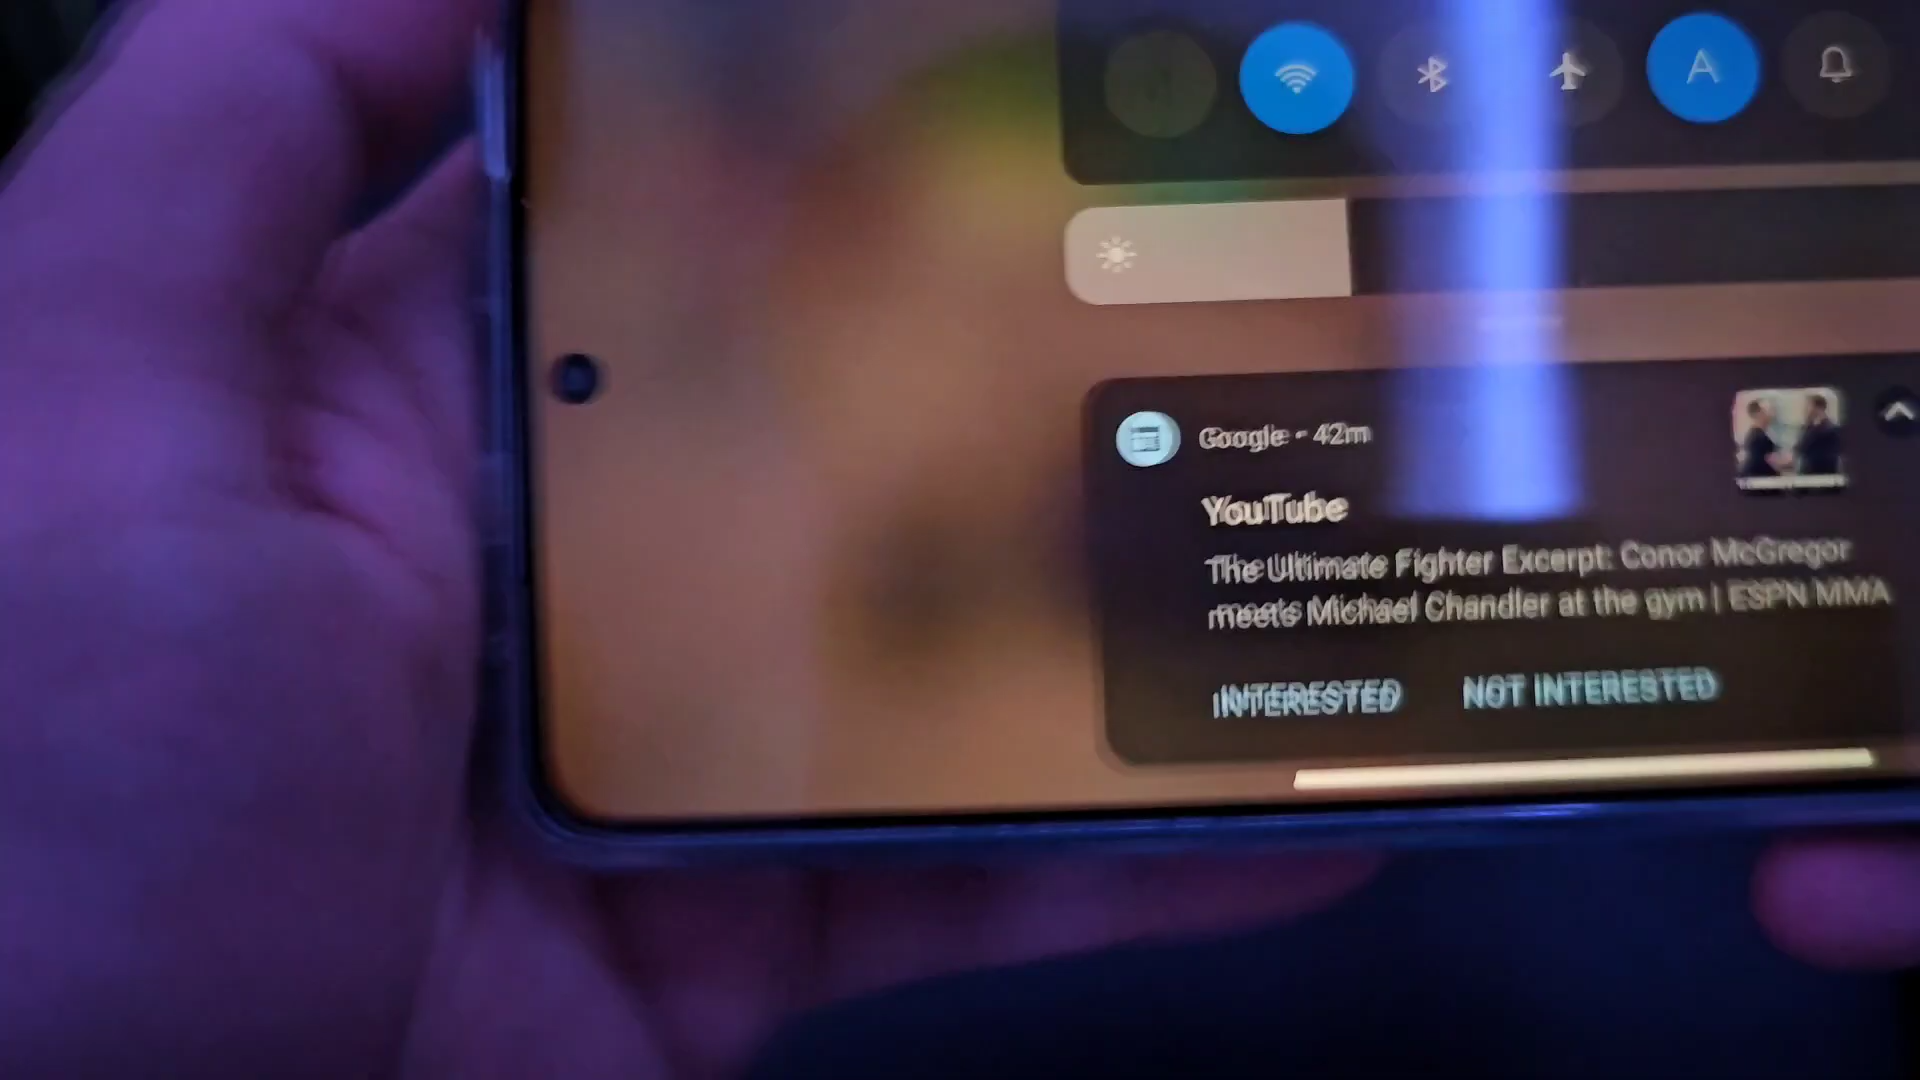 A
Google • 42m
YouTube
The Ultimate Fighter Excerpt: Conor McGregor
meets Michael Chandler at the gym | ESPN MMA
INTERESTED NOT INTERESTED